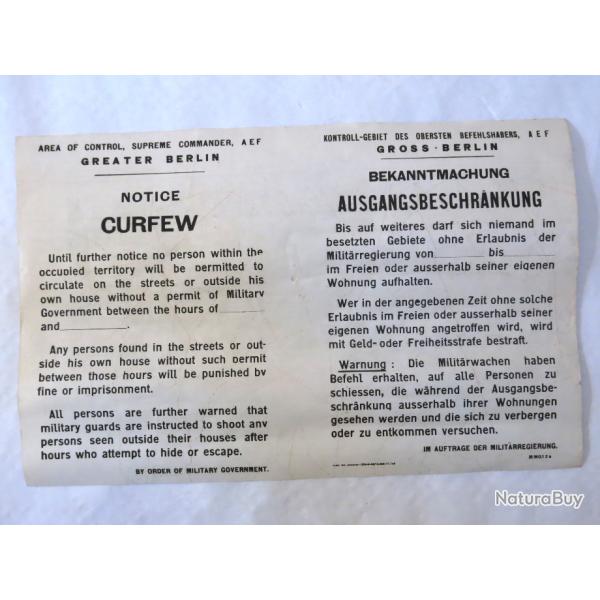 AREA OF CONTROL, SUPREME COMMANDER, AEF
GREATER BERLIN
NOTICE
CURFEW
Until further notice no person within the
occupied territory will be permitted to
circulate on the streets or outside his
own house without a permit of Military
Government between the hours of
and .
Any persons found in the streets or out-
side his own house without such permit
between those hours will be punished by
fine or imprisonment.
All persons are further warned that
military guards are instructed to shoot any
persons seen outside their houses after
hours who attempt to hide or escape.
BY ORDER OF MILITARY GOVERNMENT.
KONTROLL-GEBIET DES OBERSTEN BEFEHLSHABERS, AEF
GROSS-BERLIN
BEKANNTMACHUNG
AUSGANGSBESCHRÄNKUNG
Bis auf weiteres darf sich niemand im
besetzten Gebiete ohne Erlaubnis der
Militärregierung von bis
im Freien oder ausserhalb seiner eigenen
Wohnung aufhalten.
Wer in der angegebenen Zeit ohne solche
Erlaubnis im Freien oder ausserhalb seiner
eigenen Wohnung angetroffen wird, wird
mit Geld- oder Freiheitsstrafe bestraft.
Warnung: Die Militärwachen haben
Befehl erhalten, auf alle Personen zu
schiessen, die während der Ausgangsbe-
schränkung ausserhalb ihrer Wohnungen
gesehen werden und die sich zu verbergen
oder zu entkommen versuchen.
IM AUFTRAGE DER MILITÄRREGIERUNG.
NaturaBuy